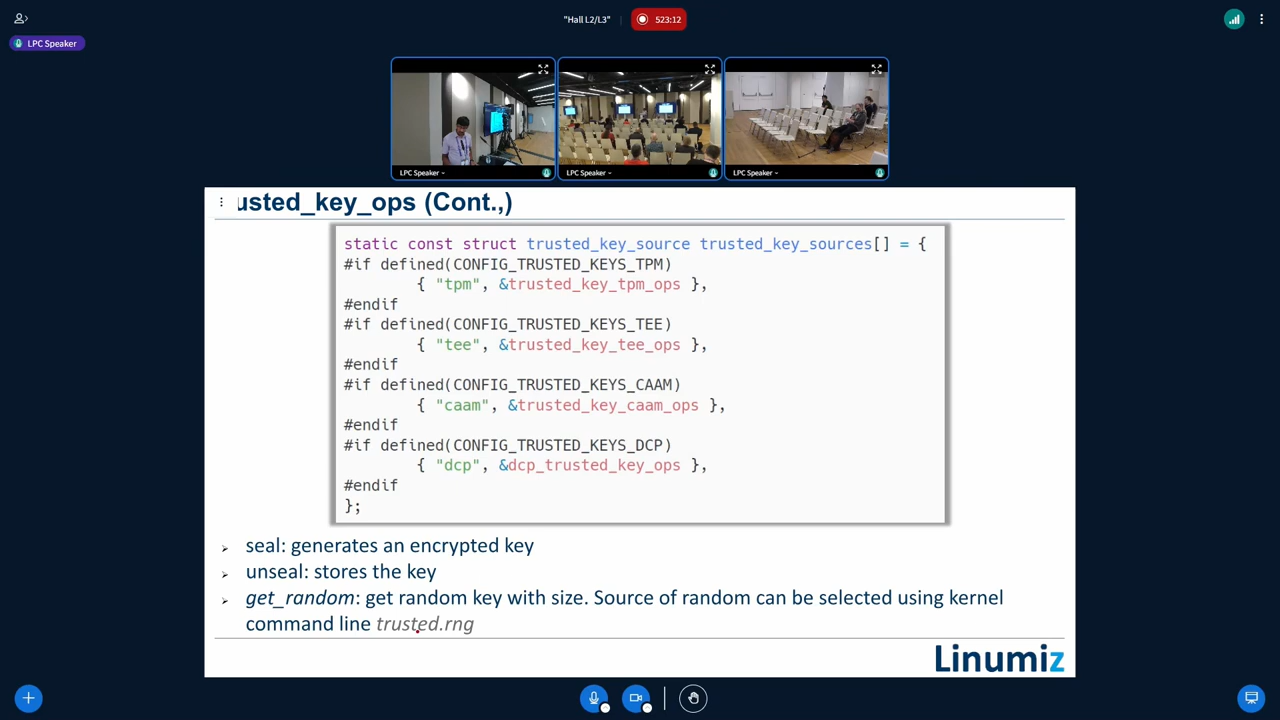 "Hall L2/L3"
523:12
LPC Speaker
LPC Speaker
LPC Speaker
LPC Speaker
usted_key_ops (Cont.,)
static const struct trusted_key_source trusted_key_sources[] = {
#if defined(CONFIG_TRUSTED_KEYS_TPM)
{ "tpm", &trusted_key_tpm_ops },
#endif
#if defined(CONFIG_TRUSTED_KEYS_TEE)
{ "tee", &trusted_key_tee_ops },
#endif
#if defined(CONFIG_TRUSTED_KEYS_CAAM)
{ "caam", &trusted_key_caam_ops },
#endif
#if defined(CONFIG_TRUSTED_KEYS_DCP)
{ "dcp", &dcp_trusted_key_ops },
#endif
};
seal: generates an encrypted key
unseal: stores the key
get_random: get random key with size. Source of random can be selected using kernel
command line trusted.rng
Linumiz